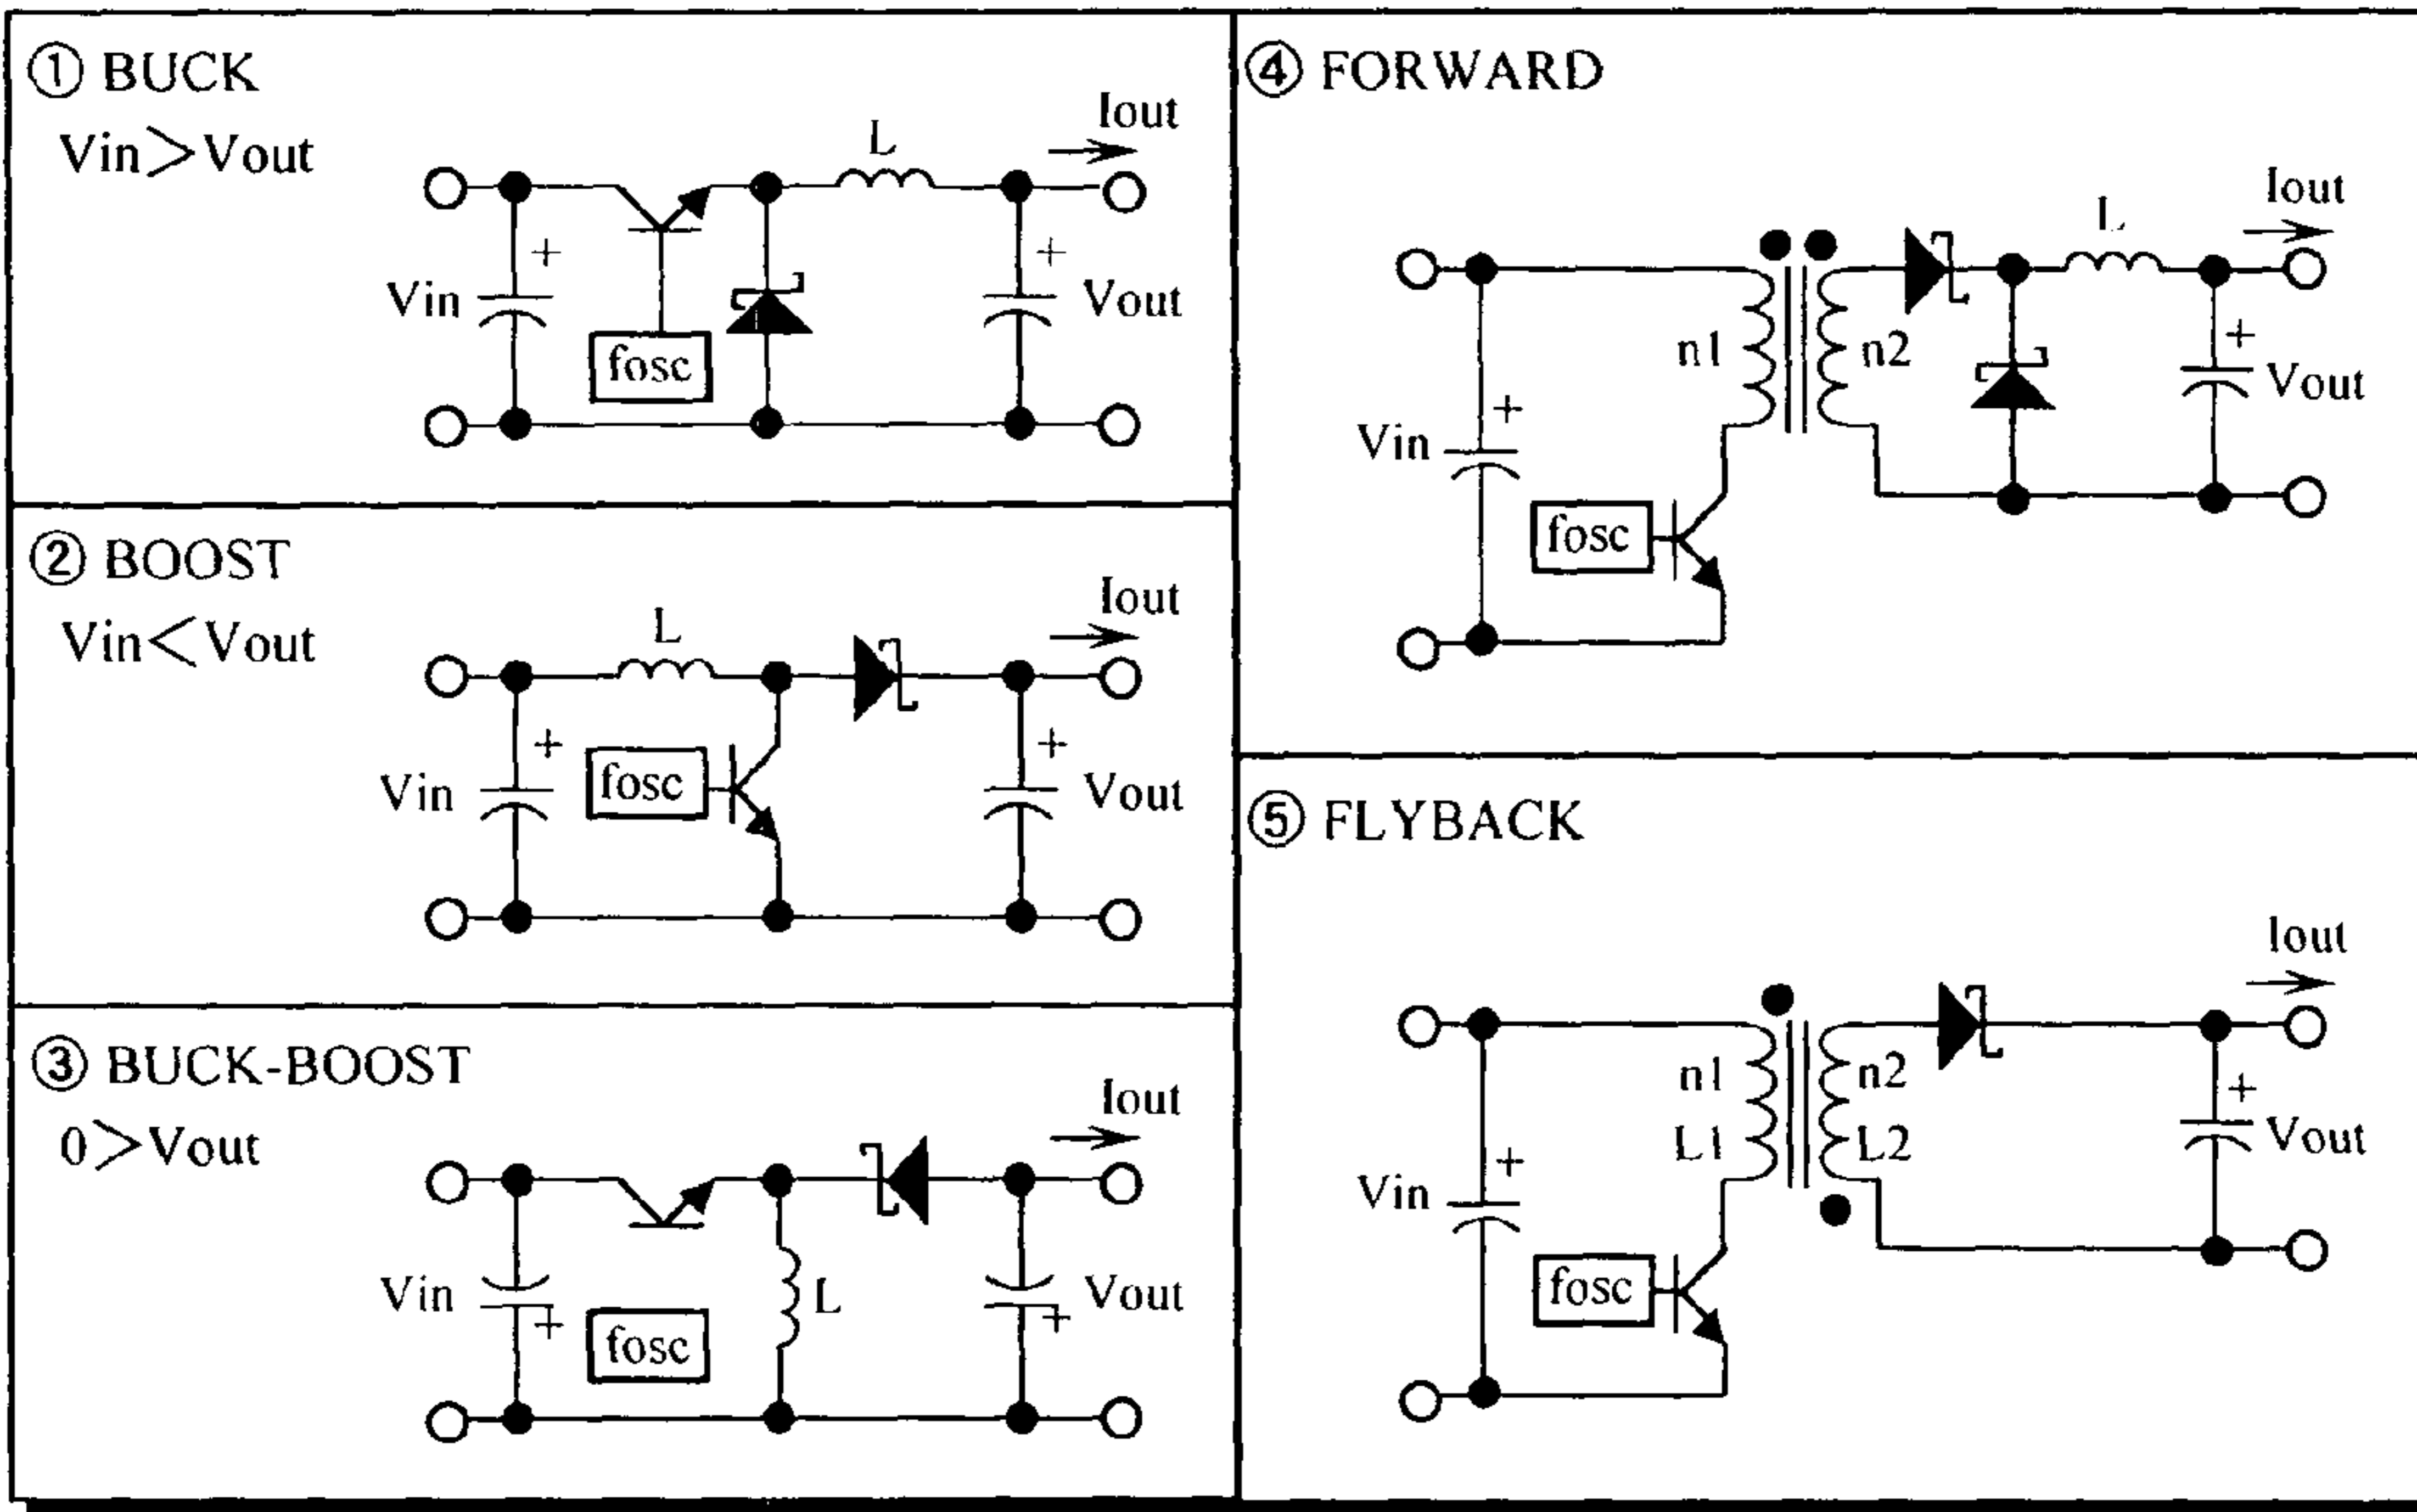 ① BUCK
Vin>Vout
Iout
L
+
+
Vin
Vout
fosc
② BOOST
Vin<Vout
Iout
L
+
+
fosc
Vin
Vout
③ BUCK-BOOST
0>Vout
Iout
Vin
L
Vout
+
+
fosc
④ FORWARD
Iout
L
n1
n2
+
Vout
+
Vin
fosc
⑤ FLYBACK
Iout
n1
n2
+
L1
L2
Vout
+
Vin
fosc